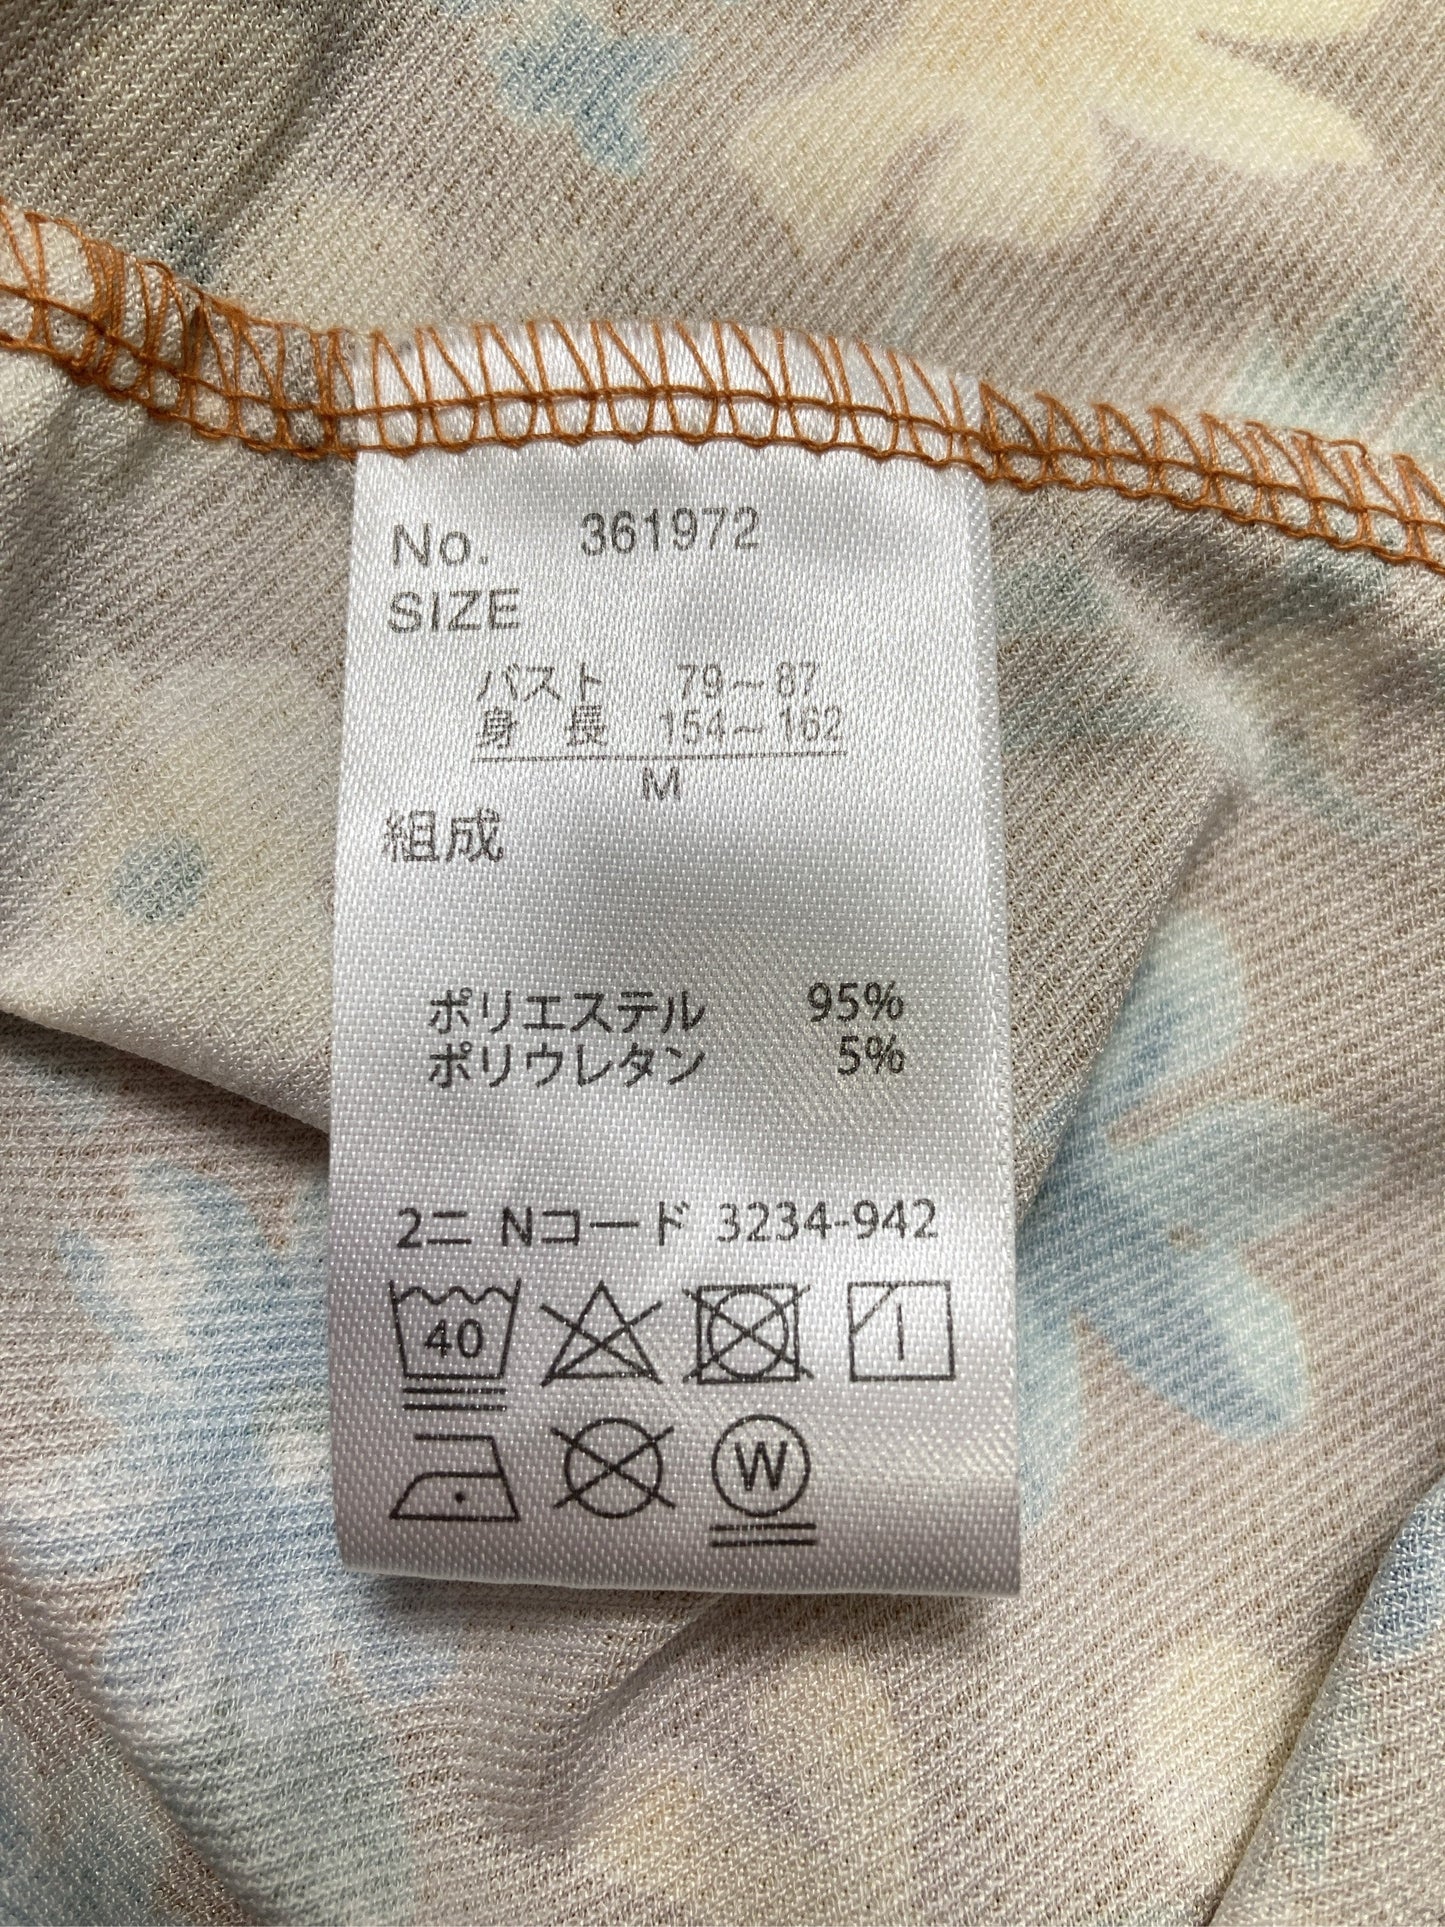 No. 361972
SIZE
バスト 79~87
身長 154~162
M
組成
ポリエステル 95%
ポリウレタン 5%
2ニ Nコード 3234-942
40
W